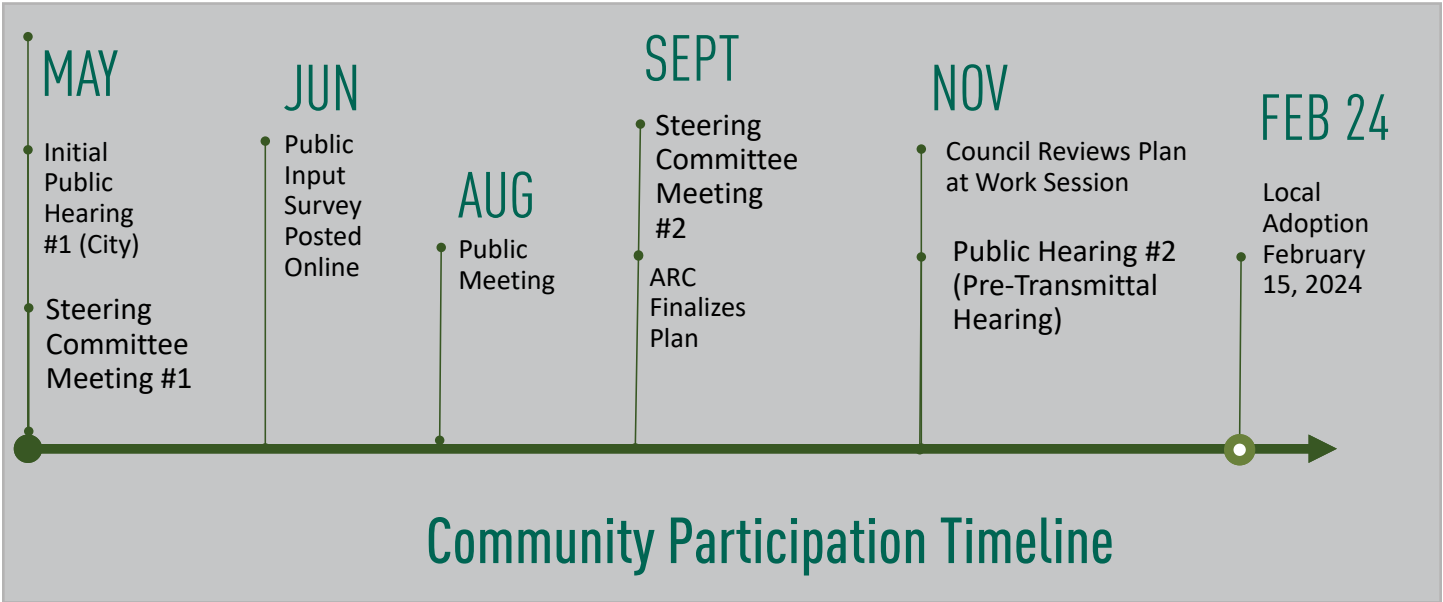 MAY
Initial
Public
Hearing
#1 (City)
Steering
Committee
Meeting #1
JUN
Public
Input
Survey
Posted
Online
AUG
Public
Meeting
SEPT
Steering
Committee
Meeting
#2
ARC
Finalizes
Plan
NOV
Council Reviews Plan
at Work Session
Public Hearing #2
(Pre-Transmittal
Hearing)
FEB 24
Local
Adoption
February
15, 2024
Community Participation Timeline